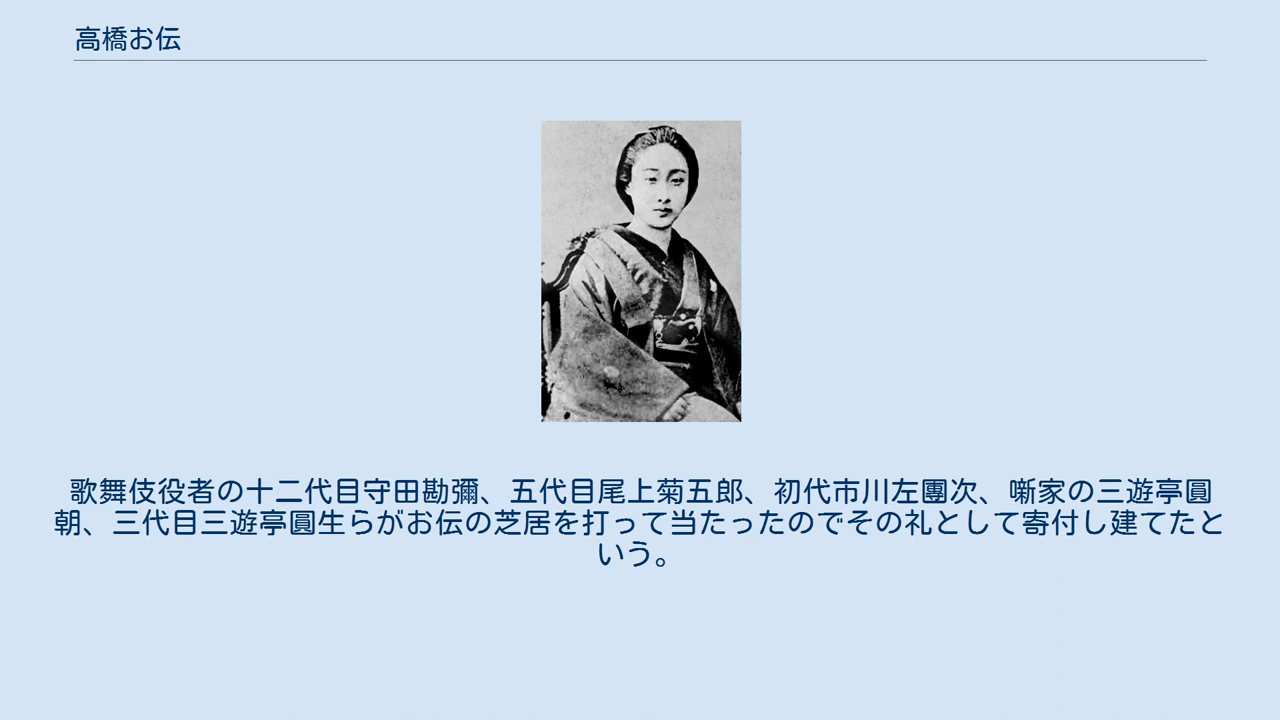 高橋お伝
歌舞伎役者の十二代目守田勘彌、五代目尾上菊五郎、初代市川左團次、噺家の三遊亭圓
朝、三代目三遊亭圓生らがお伝の芝居を打って当たったのでその礼として寄付し建てたと
いう。